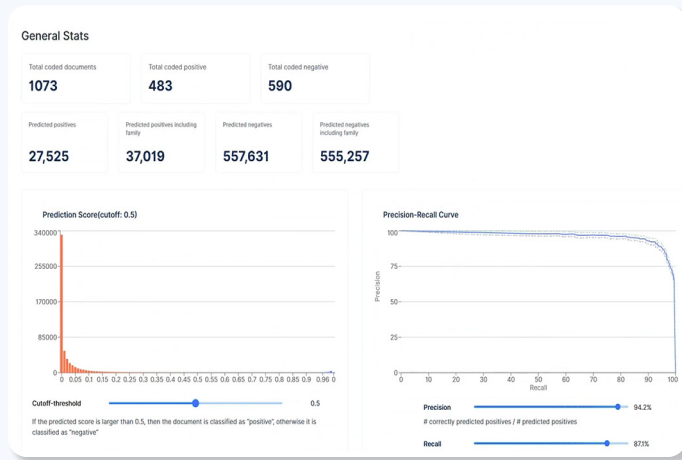 General Stats
Total coded documents
1073
Total coded positive
483
Total coded negative
590
Predicted positives
27,525
Predicted positives including
family
37,019
Predicted negatives
557,631
Predicted negatives
including family
555,257
Prediction Score(cutoff: 0.5)
340000
255000
170000
85000
0
0 0.05 0.1 0.15 0.2 0.25 0.3 0.35 0.4 0.45 0.5 0.55 0.6 0.65 0.7 0.75 0.8 0.85 0.9 0.96 0
Cutoff-threshold
0.5
If the predicted score is larger than 0.5, then the document is classified as "positive", otherwise it is
classified as "negative"
Precision-Recall Curve
100
75
50
25
0
Precision
0 10 20 30 40 50 60 70 80 90 100
Recall
Precision
94.2%
# correctly predicted positives / # predicted positives
Recall
87.1%